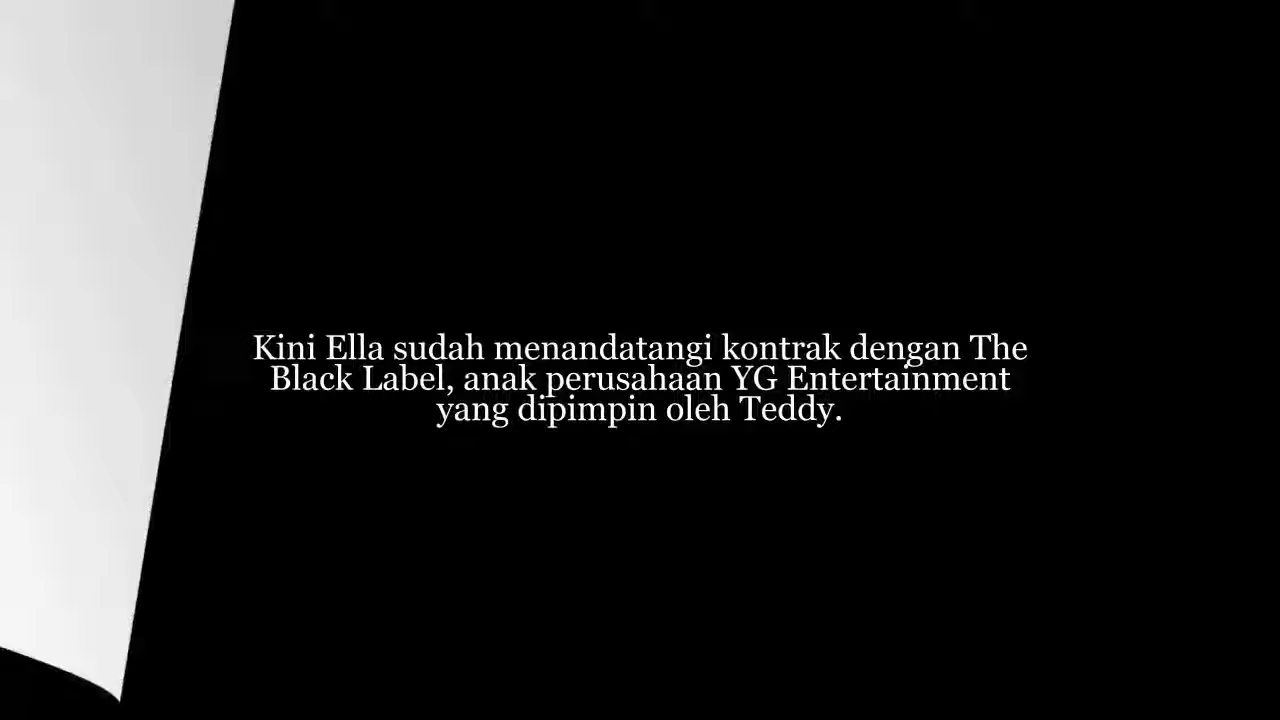 Kini Ella sudah menandatangi kontrak dengan The
Black Label, anak perusahaan YG Entertainment
yang dipimpin oleh Teddy.